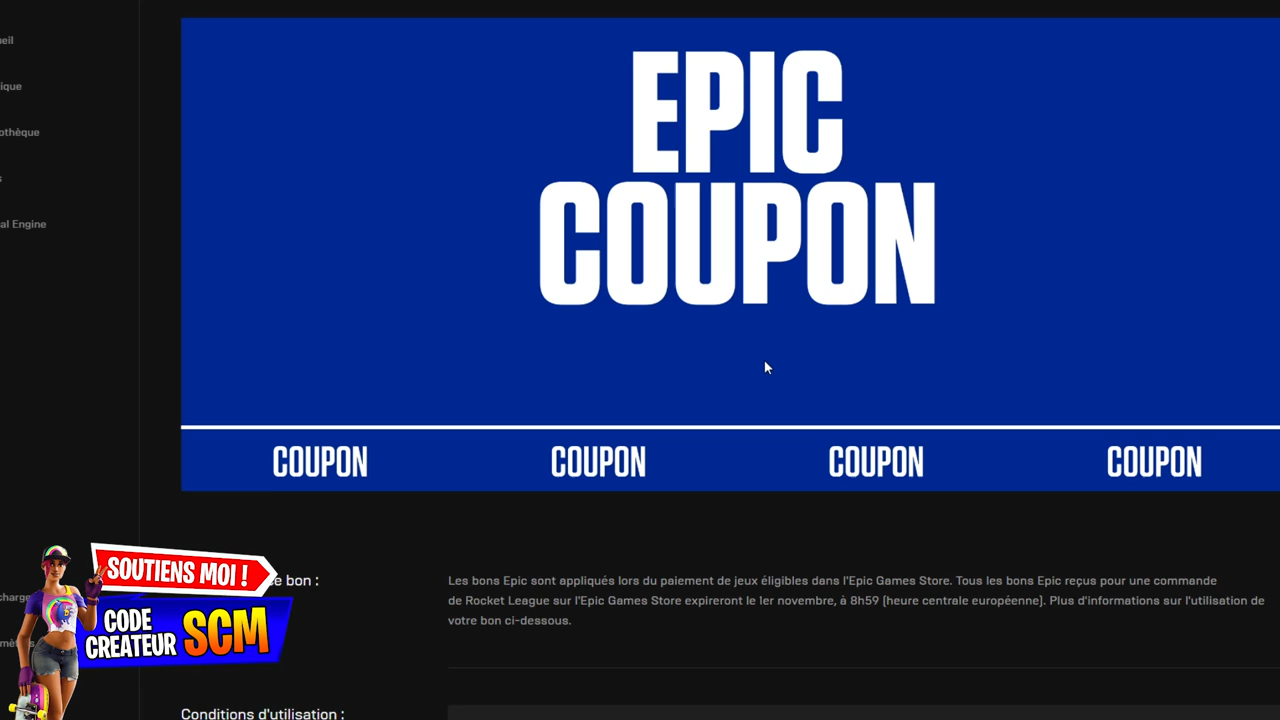 EPIC
COUPON
COUPON COUPON COUPON COUPON
bon :
Les bons Epic sont appliqués lors du paiement de jeux éligibles dans l'Epic Games Store. Tous les bons Epic reçus pour une commande
de Rocket League sur l'Epic Games Store expireront le 1er novembre, à 8h59 [heure centrale européenne]. Plus d'informations sur l'utilisation de
votre bon ci-dessous.
Conditions d'utilisation :
SOUTIENS MOI !
CODE
CREATEUR SCM
Engine